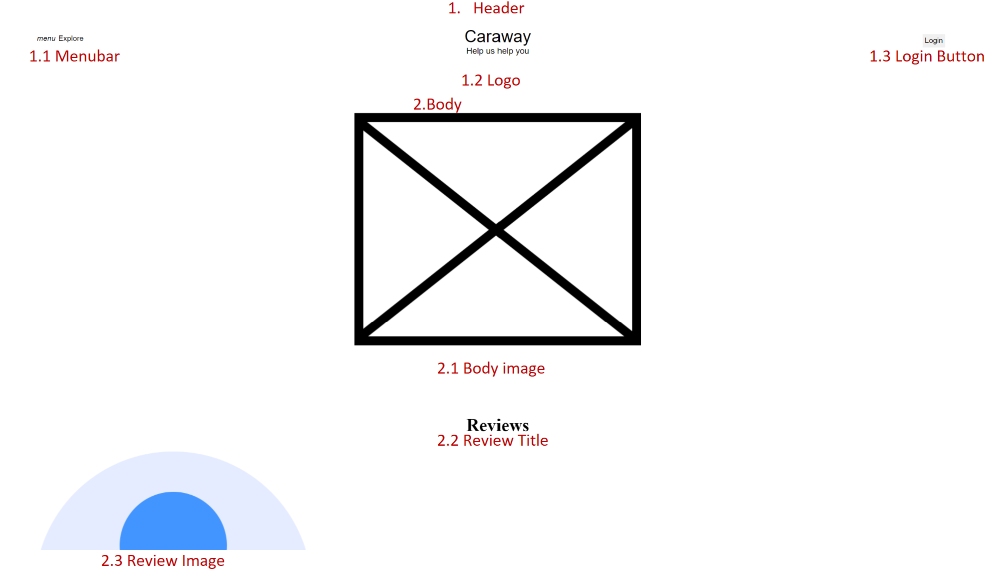 1. Header
menu Explore
Caraway
Help us help you
Login
1.1 Menubar
1.3 Login Button
1.2 Logo
2.Body
2.1 Body image
Reviews
2.2 Review Title
2.3 Review Image